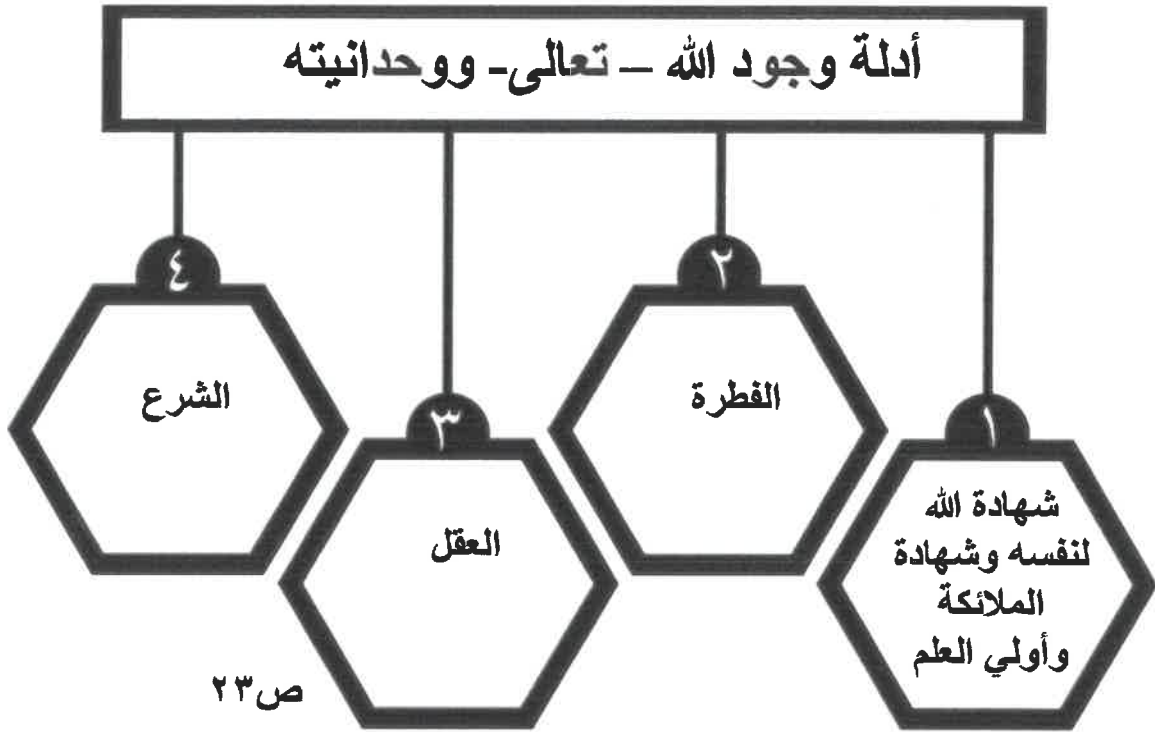 أدلة وجود الله – تعالى- ووحدانيته
١
شهادة الله
لنفسه وشهادة
الملائكة
وأولي العلم
٢
الفطرة
٣
العقل
٤
الشرع
ص٢٣